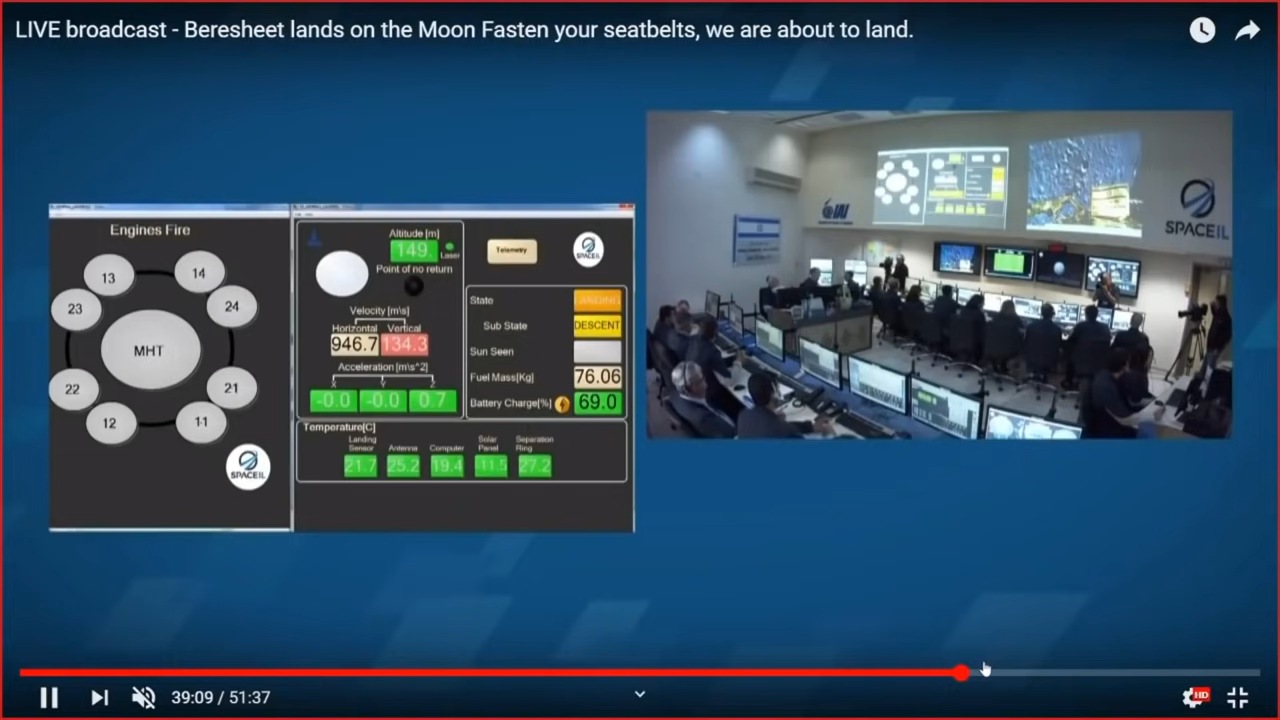 LIVE broadcast - Beresheet lands on the Moon Fasten your seatbelts, we are about to land.
Engines Fire
13
14
23
24
MHT
22
21
12
11
SPACEIL
Altitude [m]
149.
Laser
Point of no return
Velocity [m\s]
Horizontal Vertical
946.7 134.3
Acceleration [m\s^2]
X Y Z
-0.0 -0.0 0.7
Telemetry
SPACEIL
State LANDING
Sub State DESCENT
Sun Seen
Fuel Mass[Kg] 76.06
Battery Charge[%] 69.0
Temperature[C]
Landing Sensor
Antenna
Computer
Solar Panel
Separation Ring
21.7 25.2 19.4 -11.5 27.2
SPACEIL
39:09 / 51:37
HD